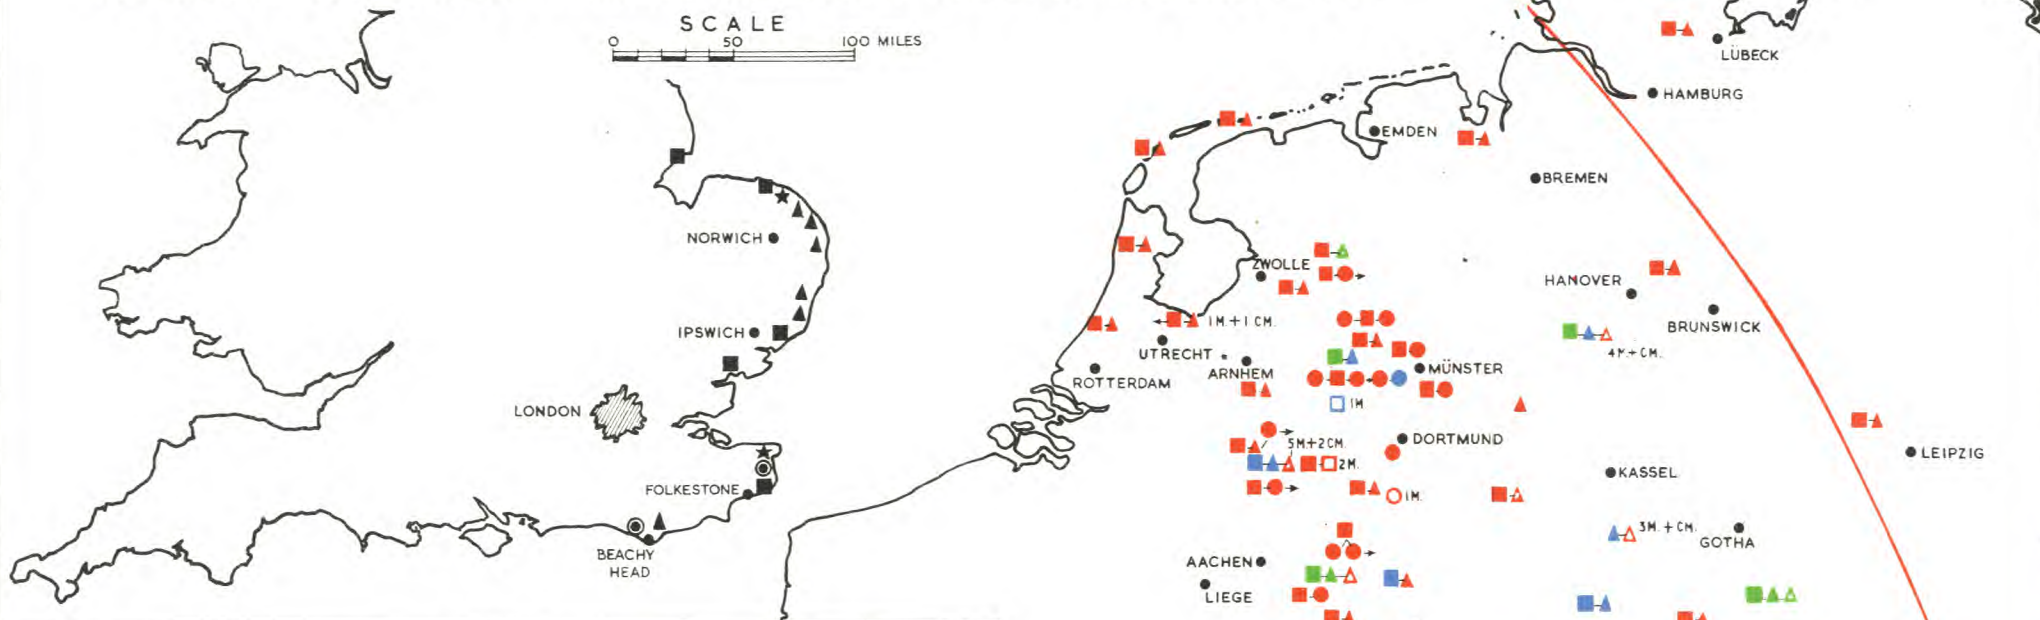 SCALE
0 50 100 MILES
LÜBECK
HAMBURG
EMDEN
BREMEN
NORWICH
ZWOLLE
HANOVER
BRUNSWICK
IPSWICH
1M.+1CM.
UTRECHT
4M.+CM.
ARNHEM
MÜNSTER
ROTTERDAM
1M
LONDON
DORTMUND
5M+2CM.
2M.
LEIPZIG
KASSEL
FOLKESTONE
1M.
3M.+CM.
GOTHA
BEACHY
HEAD
AACHEN
LIEGE